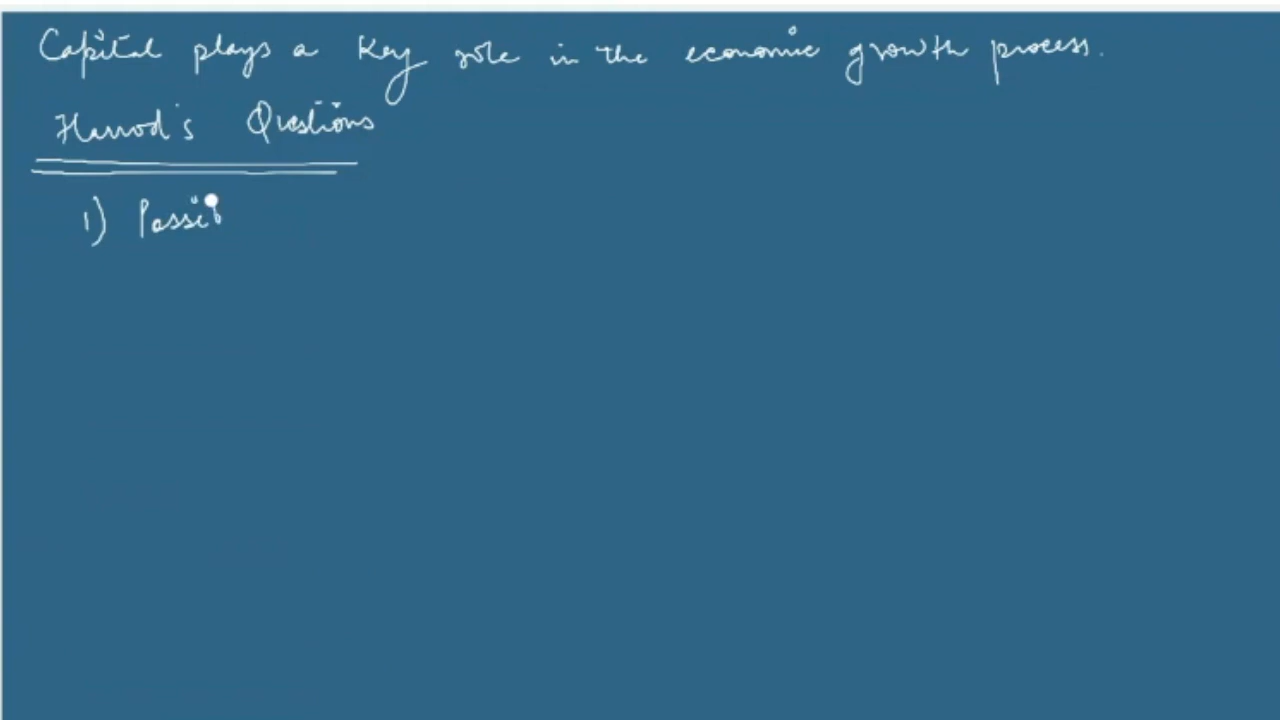 Capital plays a key role in the economic growth process.
Harrod's Questions
1) Possi